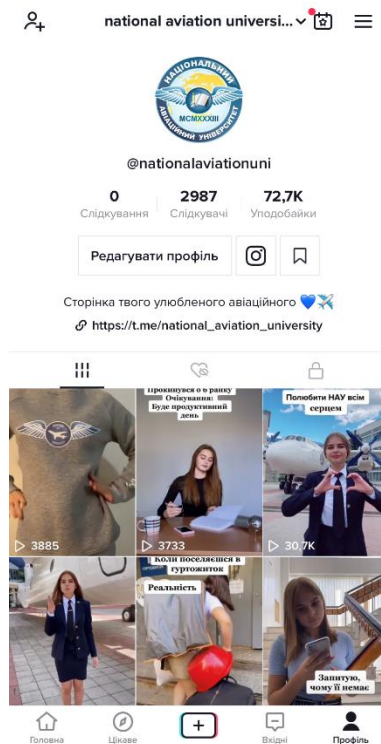 national aviation universi...
НАЦІОНАЛЬНИЙ
MCMXXXIII
АВІАЦІЙНИЙ УНІВЕРСИТЕТ
@nationalaviationuni
0 2987 72,7K
Слідкування Слідкувачі Уподобайки
Редагувати профіль
Сторінка твого улюбленого авіаційного
https://t.me/national_aviation_university
Прокинувся о 6 ранку
Очікування:
Буде продуктивний
день
Полюбити НАУ всім
серцем
3885 3733 30,7K
Коли поселяєшся в
гуртожиток
Реальність
Запитую,
чому її немає
Головна Цікаве Вхідні Профіль